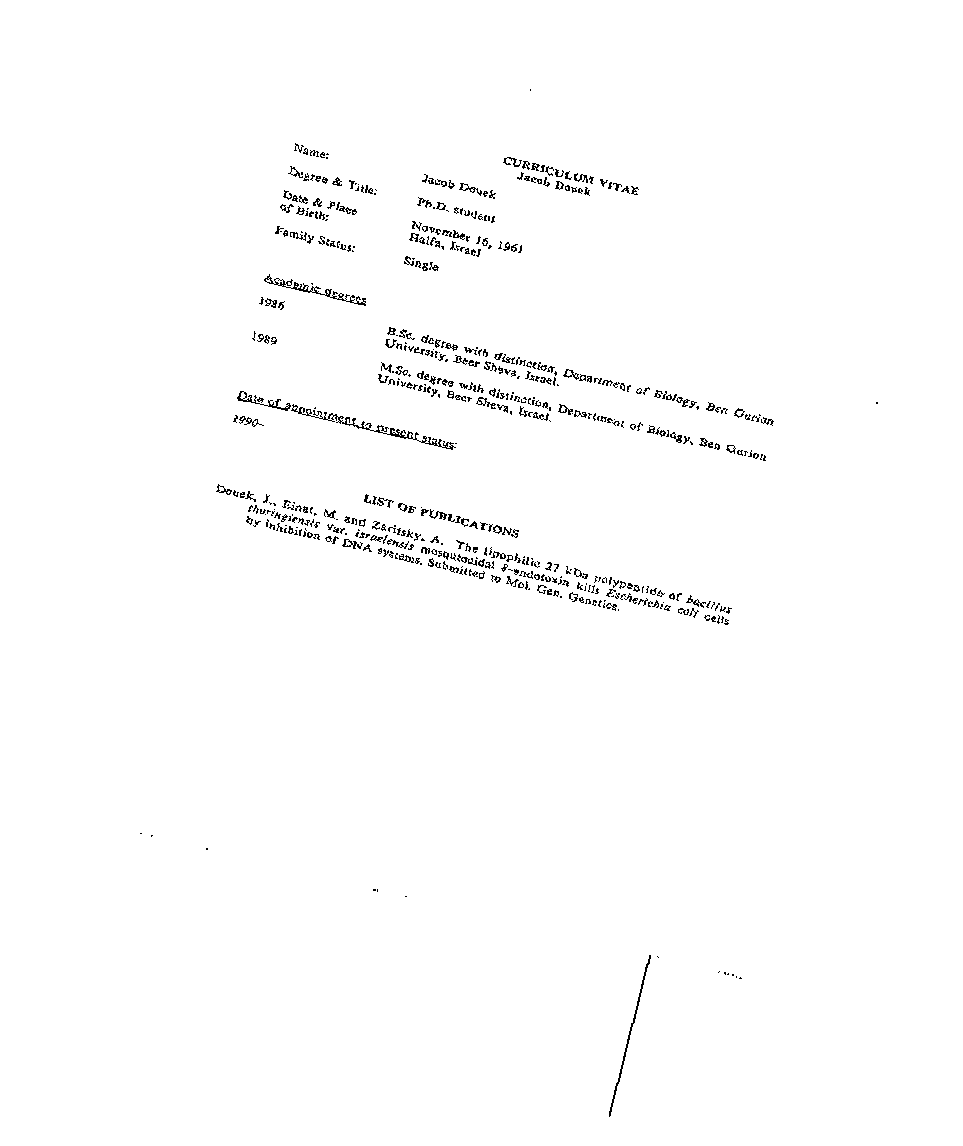 CURRICULUM VITAE
Jacob Douek
Name: Jacob Douek
Degree & Title: Ph.D. student
Date & Place November 16, 1961
of Birth: Haifa, Israel
Family Status: Single
Academic degrees
1986 B.Sc. degree with distinction, Department of Biology, Ben Gurion
University, Beer Sheva, Israel.
1989 M.Sc. degree with distinction, Department of Biology, Ben Gurion
University, Beer Sheva, Israel.
Date of appointment to present status:
1990-
LIST OF PUBLICATIONS
Douek, J., Einat, M. and Zaritsky, A. The lipophilic 27 kDa polypeptide of bacillus
thuringiensis var. israelensis mosquitocidal δ-endotoxin kills Escherichia coli cells
by inhibition of DNA systems. Submitted to Mol. Gen. Genetics.